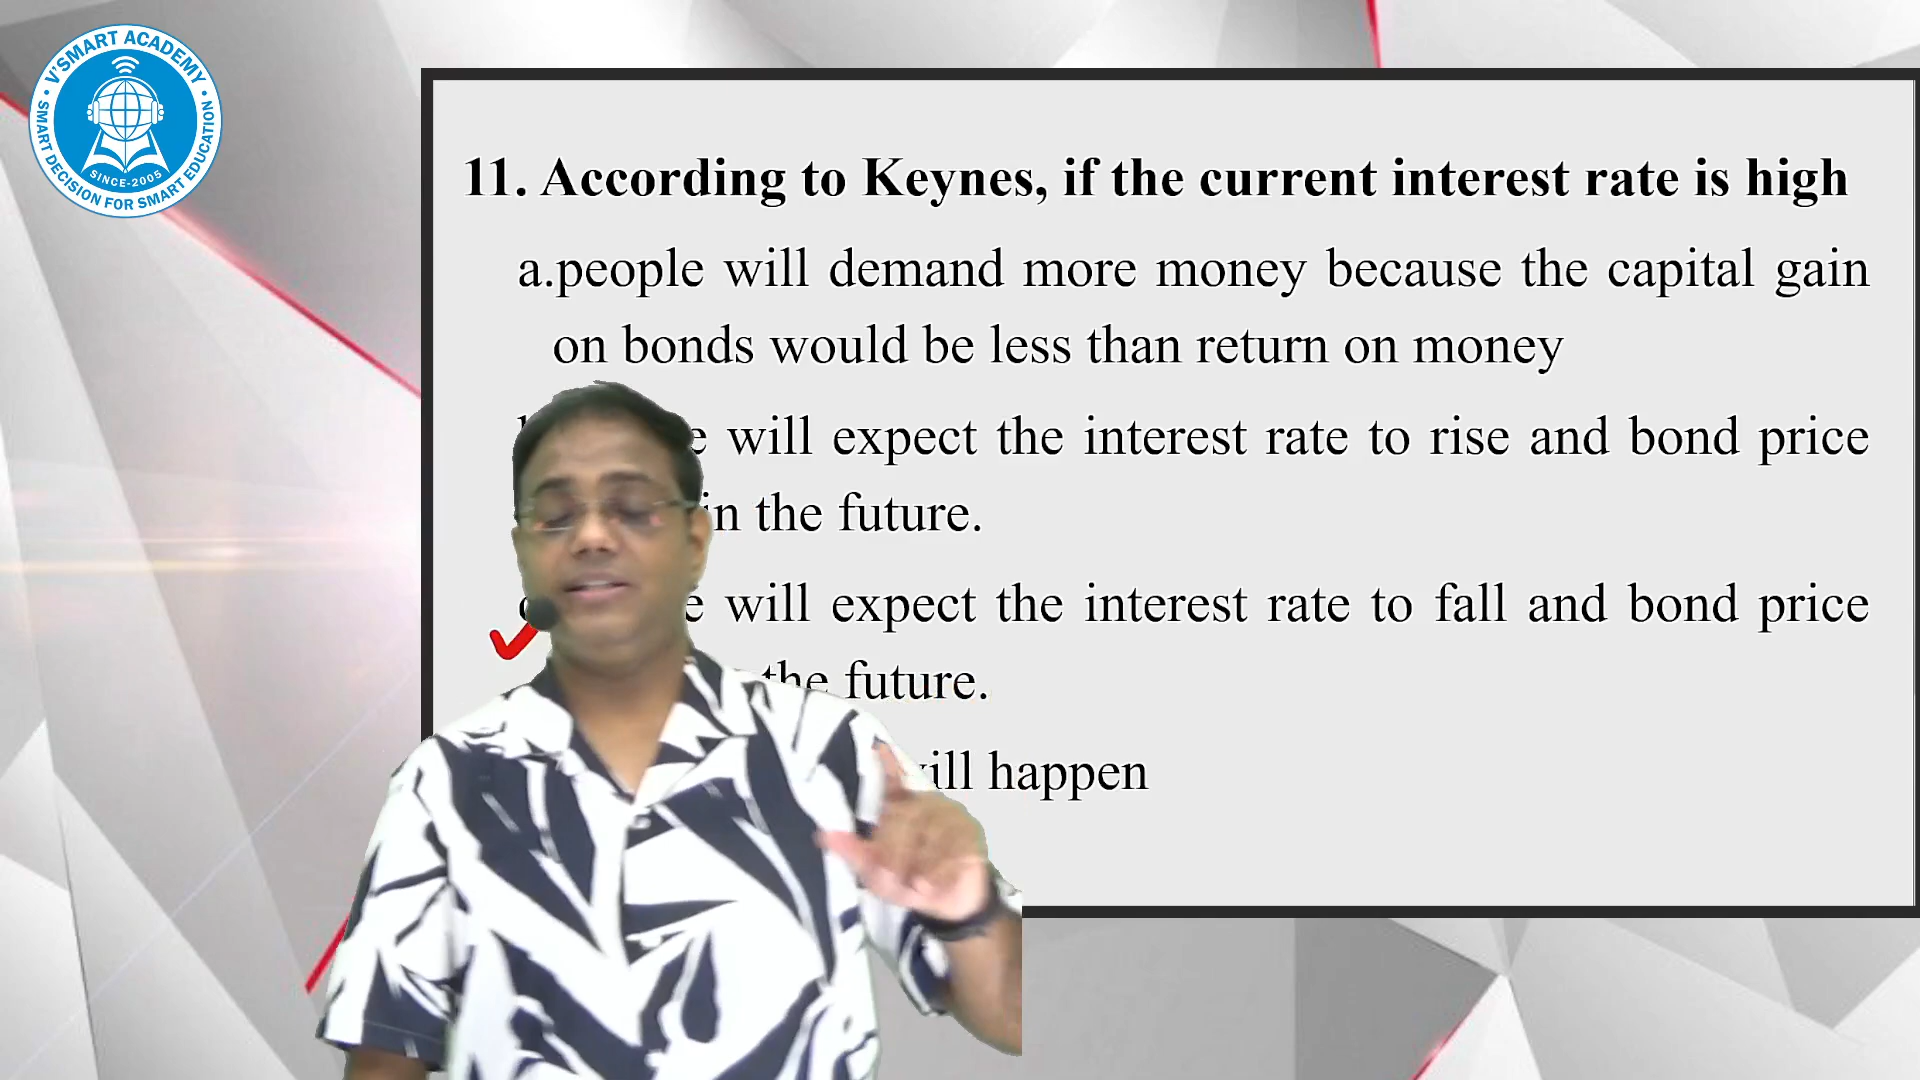 V'SMART ACADEMY
SMART DECISION FOR SMART EDUCATION
SINCE-2005
11. According to Keynes, if the current interest rate is high
a.people will demand more money because the capital gain
on bonds would be less than return on money
will expect the interest rate to rise and bond price
in the future.
will expect the interest rate to fall and bond price
the future.
will happen